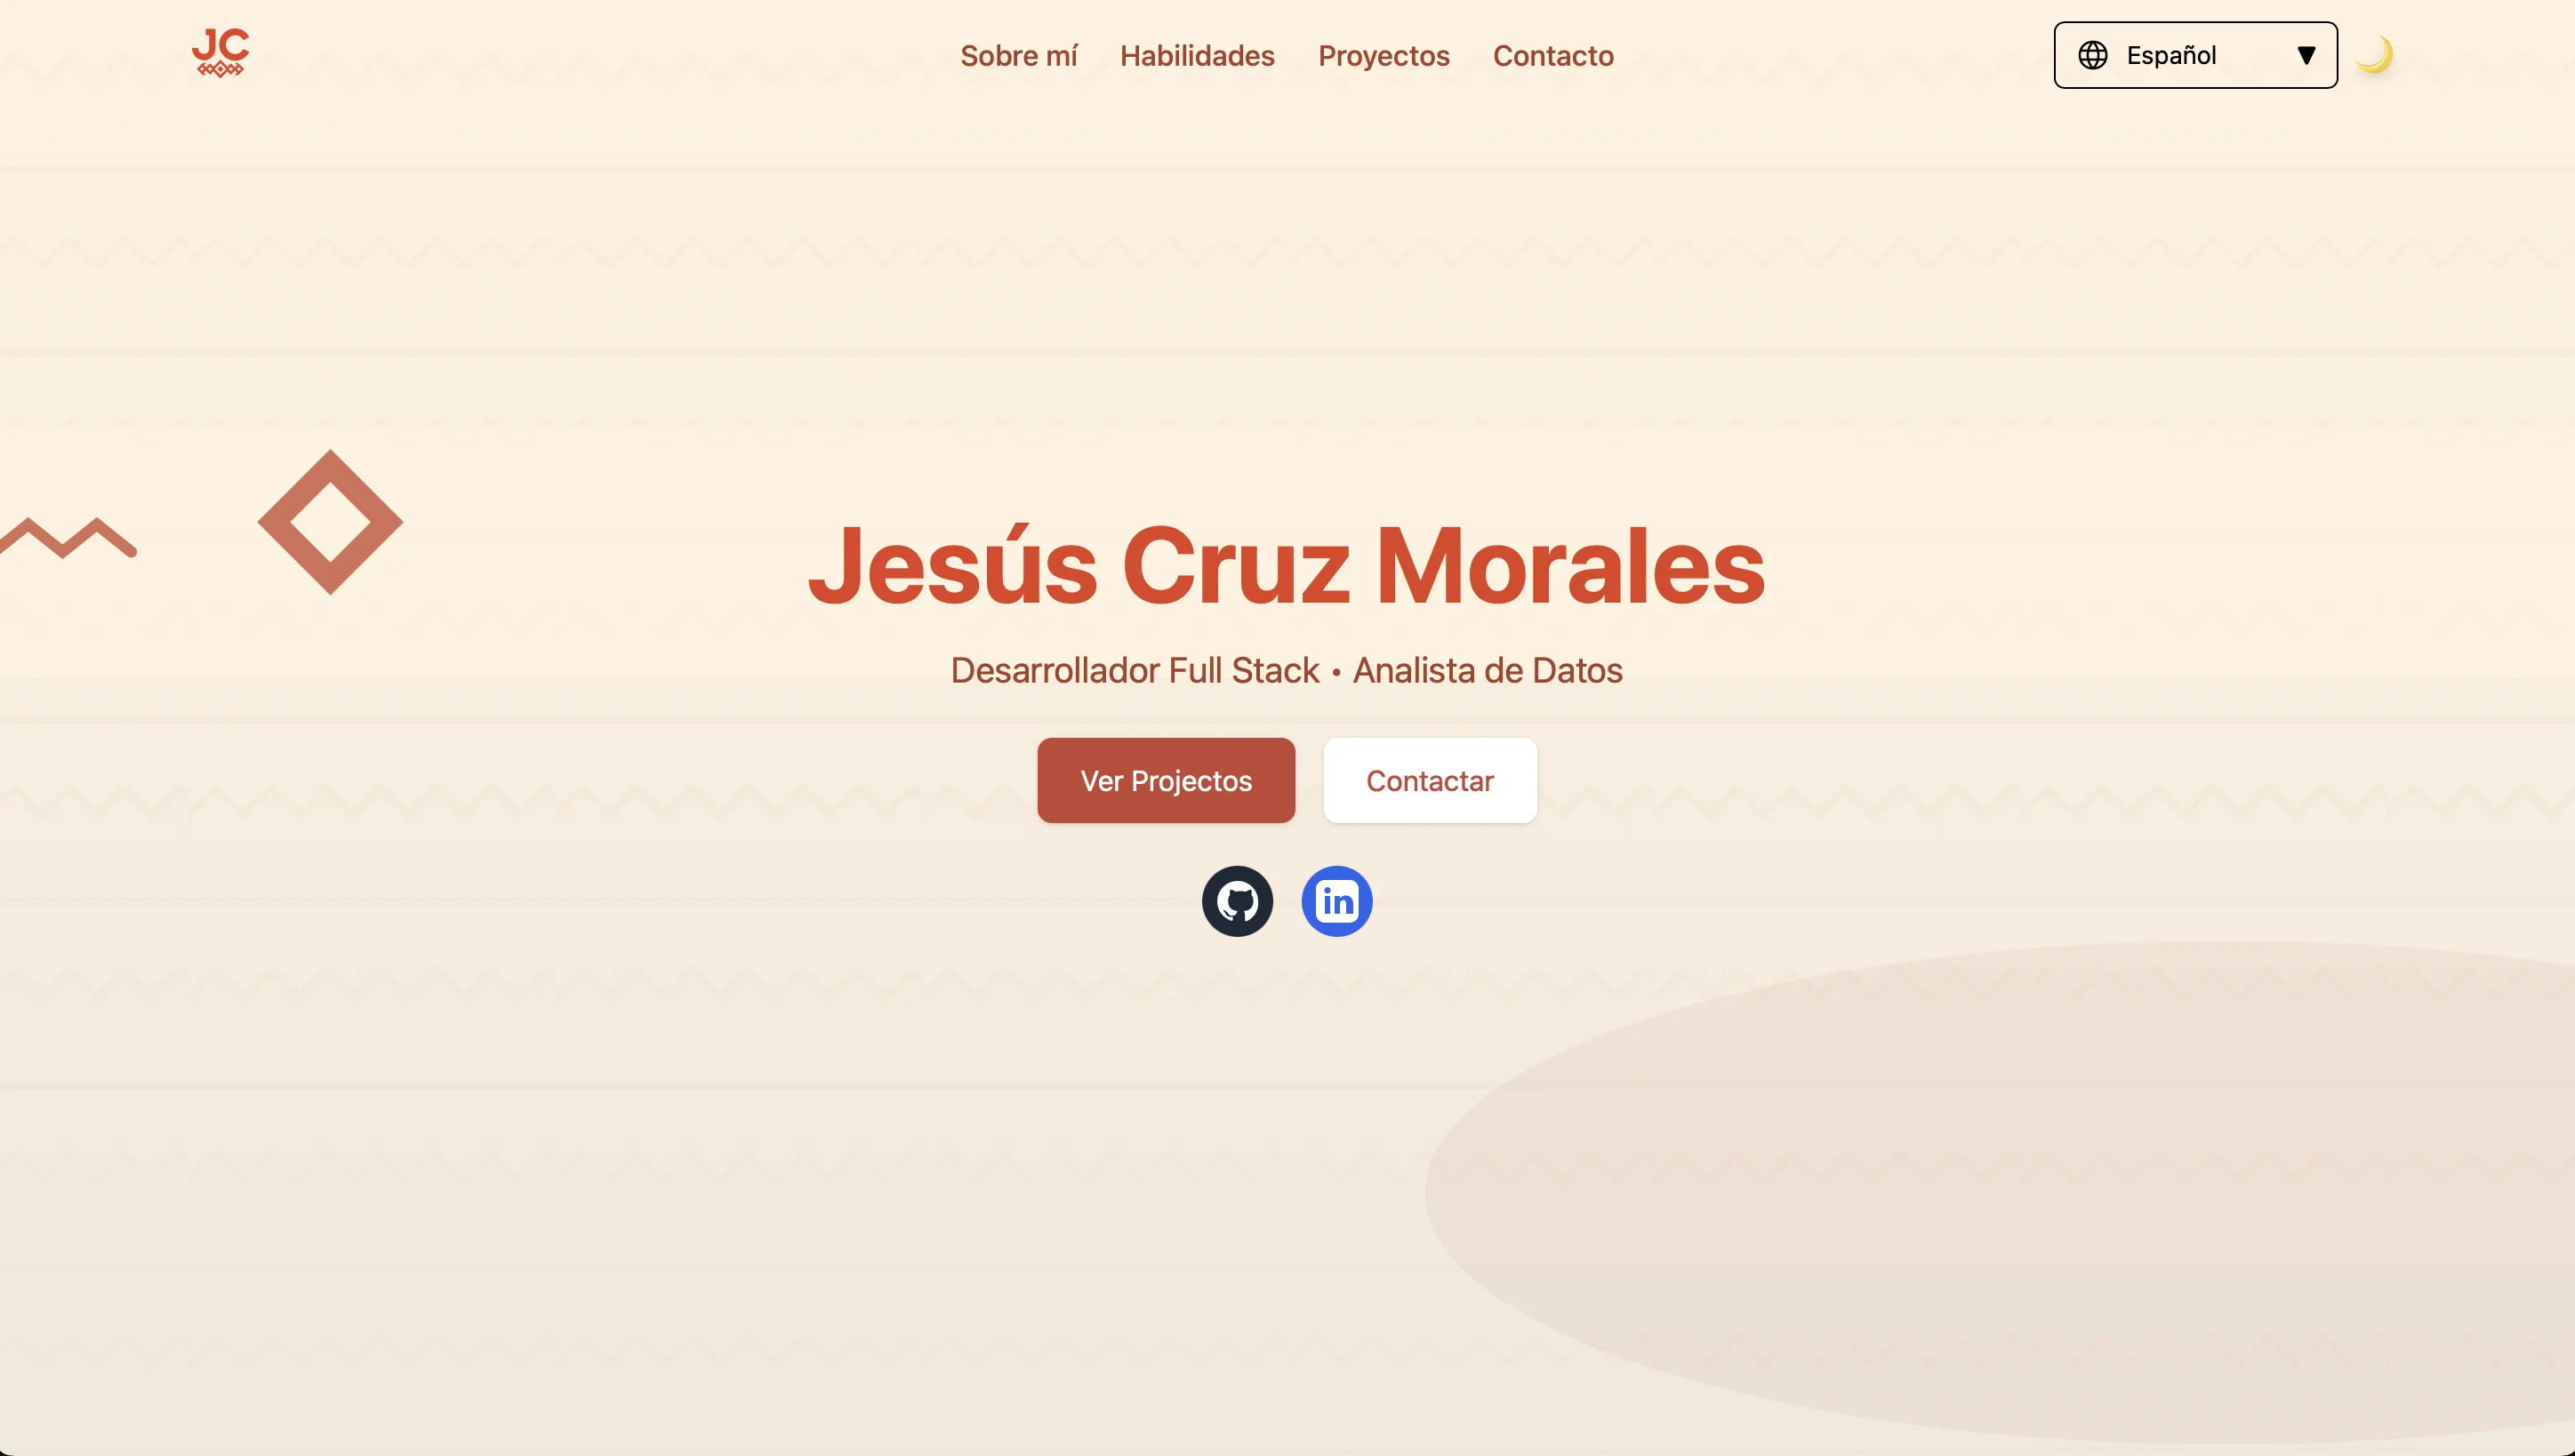 JC
Sobre mí
Habilidades
Proyectos
Contacto
Español
Jesús Cruz Morales
Desarrollador Full Stack • Analista de Datos
Ver Projectos
Contactar
in